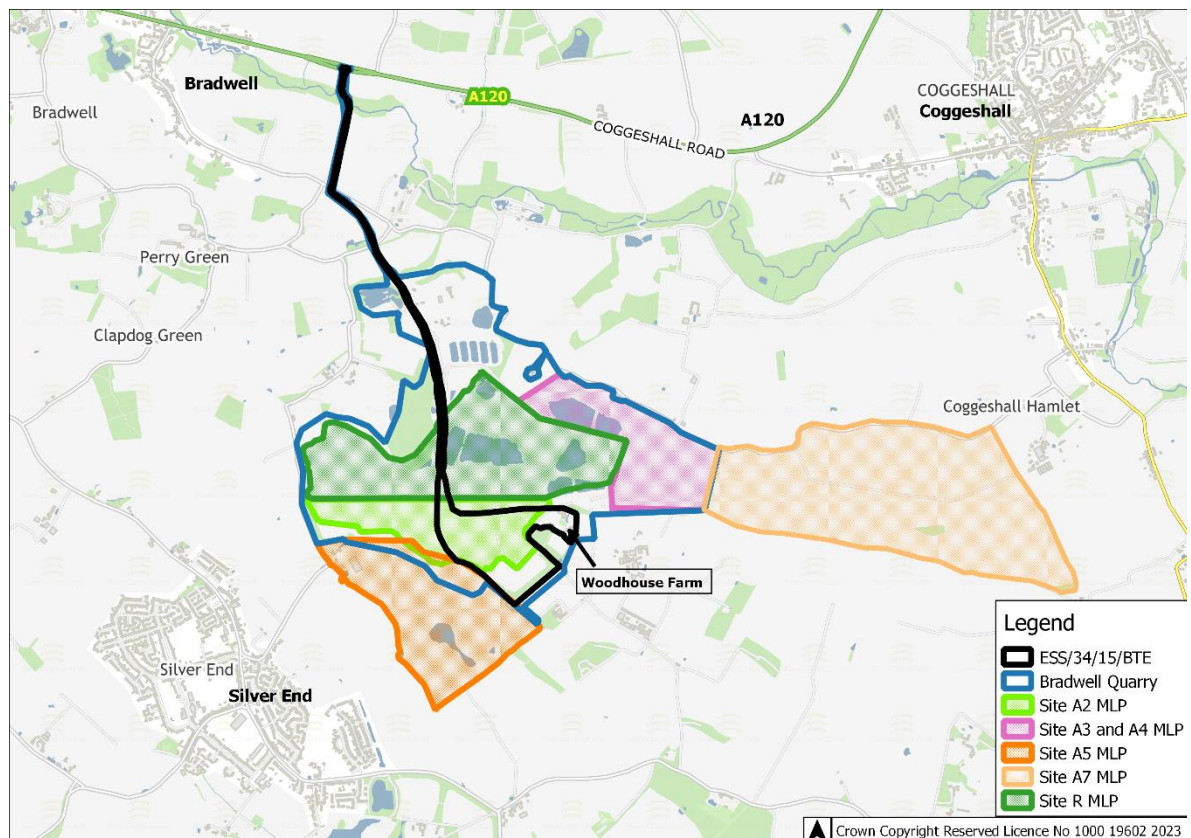 Bradwell
Bradwell
A120
COGGESHALL ROAD
A120
COGGESHALL
Coggeshall
Perry Green
Clapdog Green
Coggeshall Hamlet
Woodhouse Farm
Silver End
Silver End
Legend
ESS/34/15/BTE
Bradwell Quarry
Site A2 MLP
Site A3 and A4 MLP
Site A5 MLP
Site A7 MLP
Site R MLP
Crown Copyright Reserved Licence No 1000 19602 2023